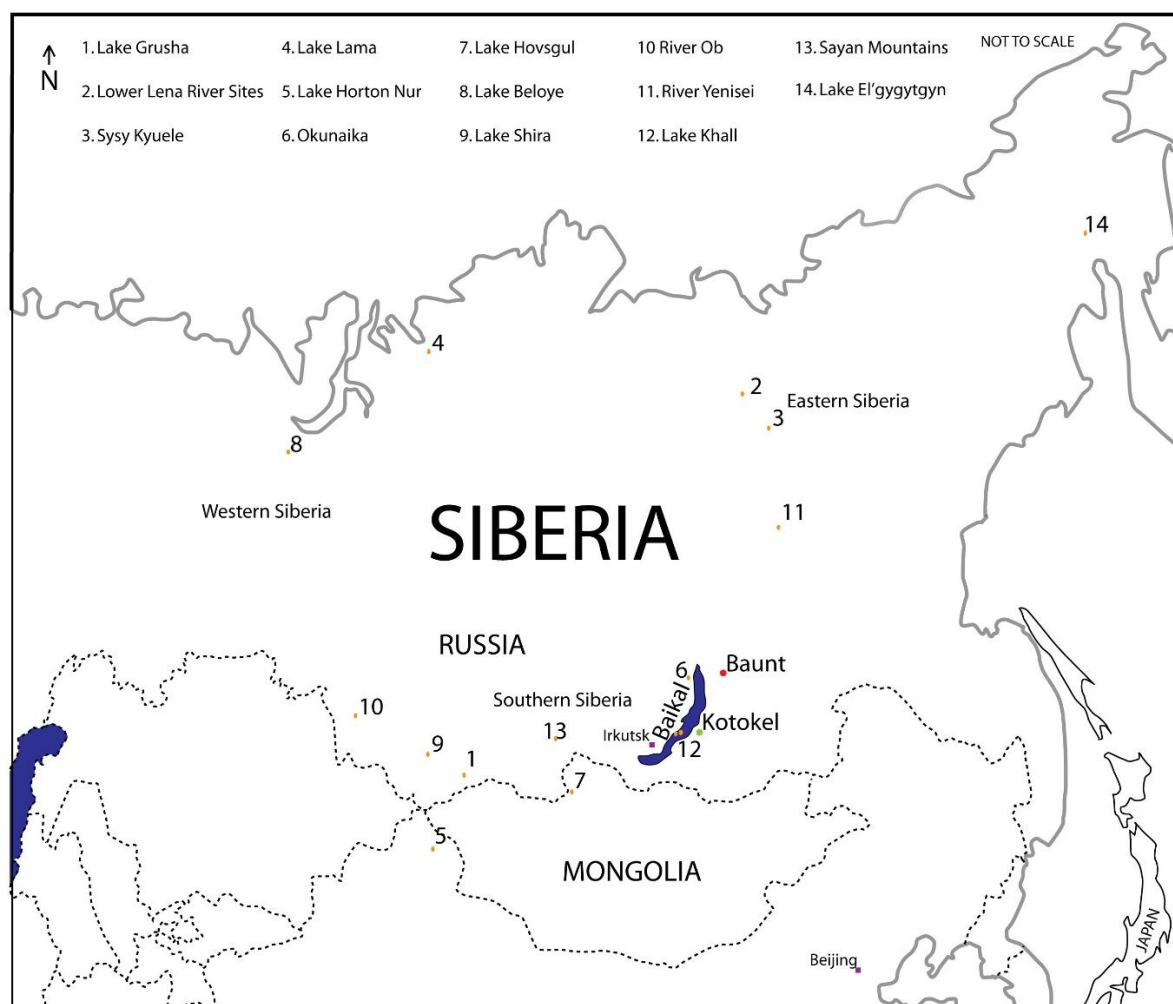 N
1. Lake Grusha
4. Lake Lama
7. Lake Hovsgul
10 River Ob
13. Sayan Mountains
NOT TO SCALE
2. Lower Lena River Sites
5. Lake Horton Nur
8. Lake Beloye
11. River Yenisei
14. Lake El'gygytgyn
3. Sysy Kyuele
6. Okunaika
9. Lake Shira
12. Lake Khall
14
4
2
Eastern Siberia
3
8
Western Siberia
SIBERIA
11
RUSSIA
6
Baunt
Southern Siberia
Baikal
10
13
Irkutsk
Kotokel
9
12
1
7
5
MONGOLIA
JAPAN
Beijing